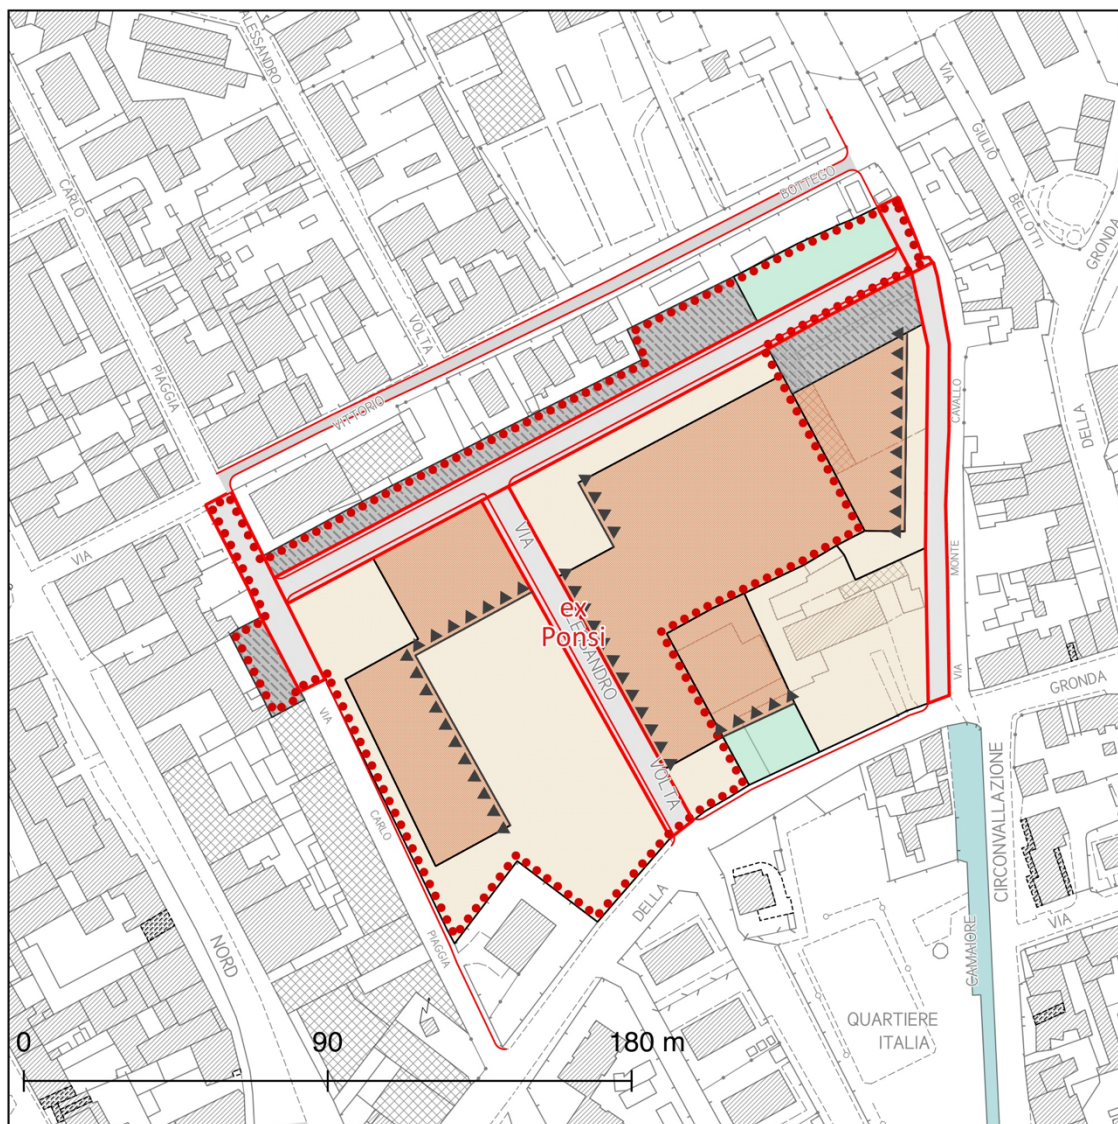 ALESSANDRO
VIA
GIULIO
BELLOTTI
GRONDA
CARLO
PIAGGIA
BOTTEGO
VOLTA
VITTORIO
VIA
DELLA
CAVALLO
MONTE
VIA
VIA
ex
Ponsi
ALESSANDRO
VOLTA
VIA
GRONDA
CARLO
PIAGGIA
DELLA
NORD
CIRCONVALLAZIONE
CAMAIORE
VIA
QUARTIERE
ITALIA
0 90 180 m